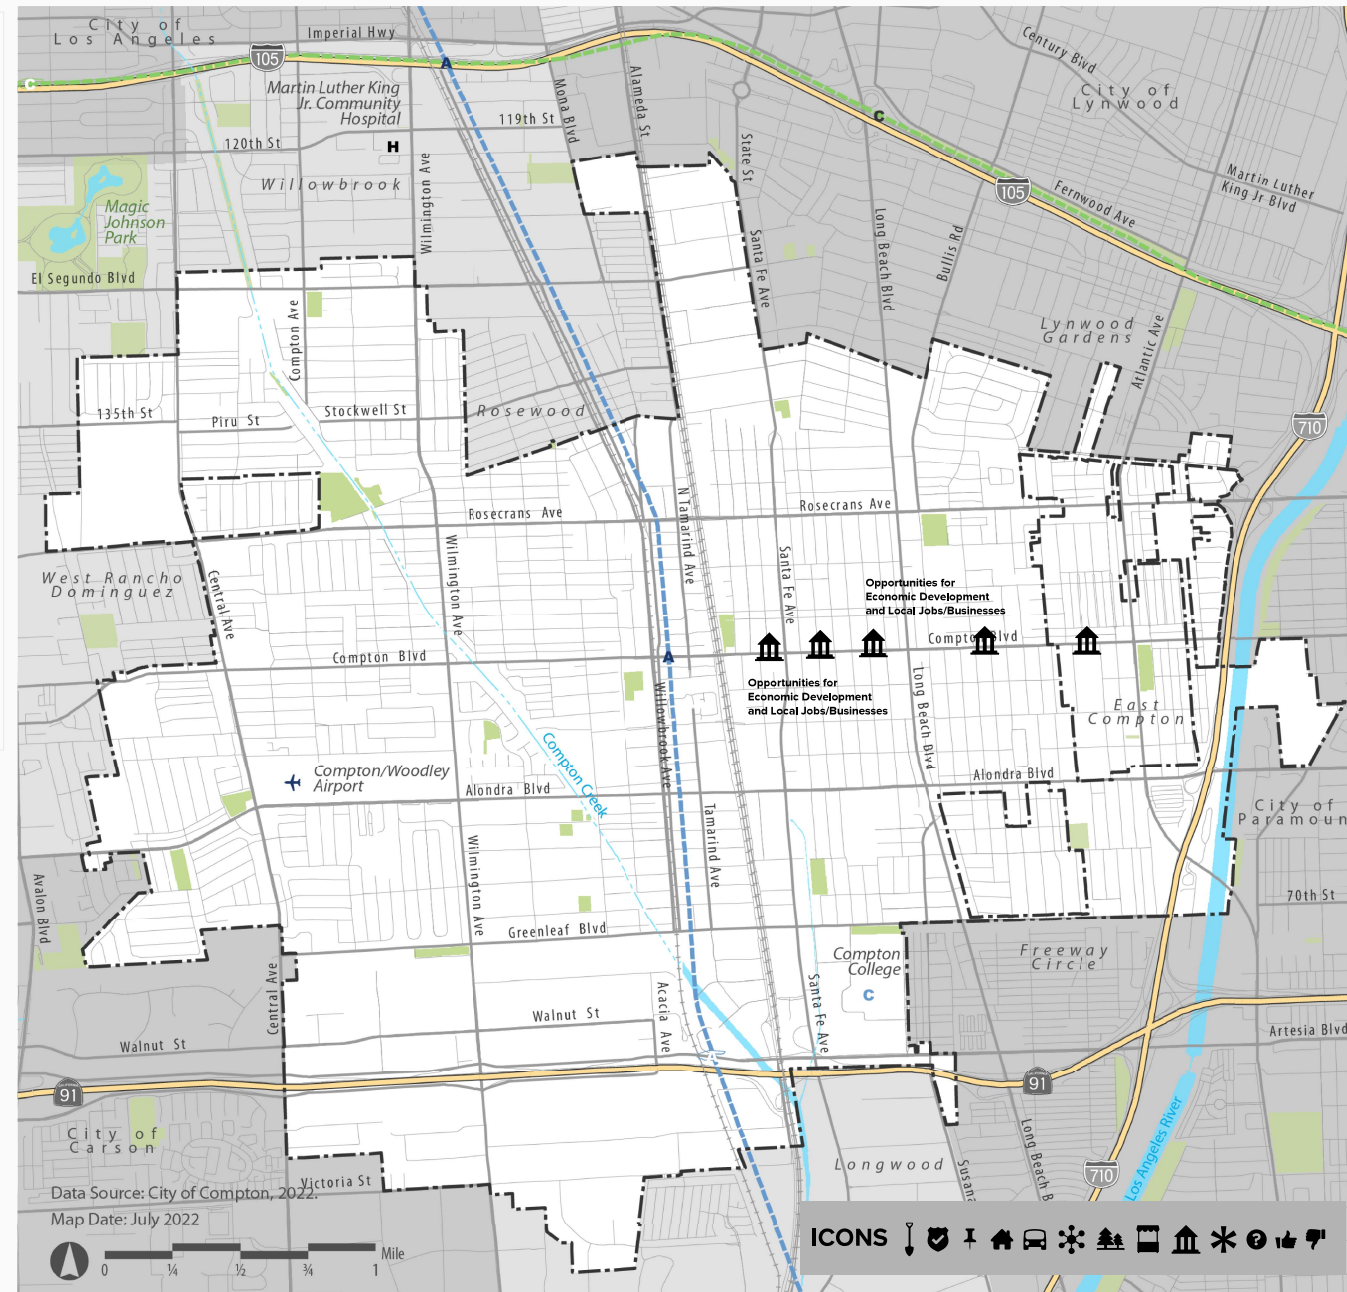 City of
Los Angeles
Imperial Hwy
105
A
C
Martin Luther King
Jr. Community
Hospital
H
120th St
119th St
Mona Blvd
Alameda St
State St
C
Century Blvd
City of
Lynwood
105
Fernwood Ave
Martin Luther
King Jr Blvd
Willowbrook
Wilmington Ave
Magic
Johnson
Park
El Segundo Blvd
Santa Fe Ave
Long Beach Blvd
Bullis Rd
Lynwood
Gardens
Atlantic Ave
Compton Ave
135th St
Piru St
Stockwell St
Rosewood
710
Rosecrans Ave
Rosecrans Ave
N Tamarind Ave
West Rancho
Dominguez
Central Ave
Wilmington Ave
Santa Fe Ave
Opportunities for
Economic Development
and Local Jobs/Businesses
Compton Blvd
Compton Blvd
A
Opportunities for
Economic Development
and Local Jobs/Businesses
Willowbrook Ave
Long Beach Blvd
East
Compton
Compton Creek
Compton/Woodley
Airport
Alondra Blvd
Alondra Blvd
City of
Paramoun
Tamarind Ave
Wilmington Ave
Avalon Blvd
70th St
Greenleaf Blvd
Compton
College
C
Freeway
Circle
Central Ave
Acacia Ave
Santa Fe Ave
Walnut St
Walnut St
Artesia Blvd
A
91
91
City of
Carson
Longwood
Susana
Long Beach B
710
Los Angeles River
Victoria St
Data Source: City of Compton, 2022.
Map Date: July 2022
Mile
0 ¼ ½ ¾ 1
ICONS
?